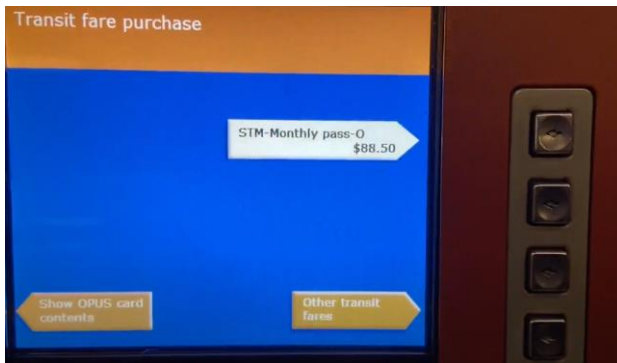 Transit fare purchase
STM-Monthly pass-O
$88.50
Show OPUS card
contents
Other transit
fares